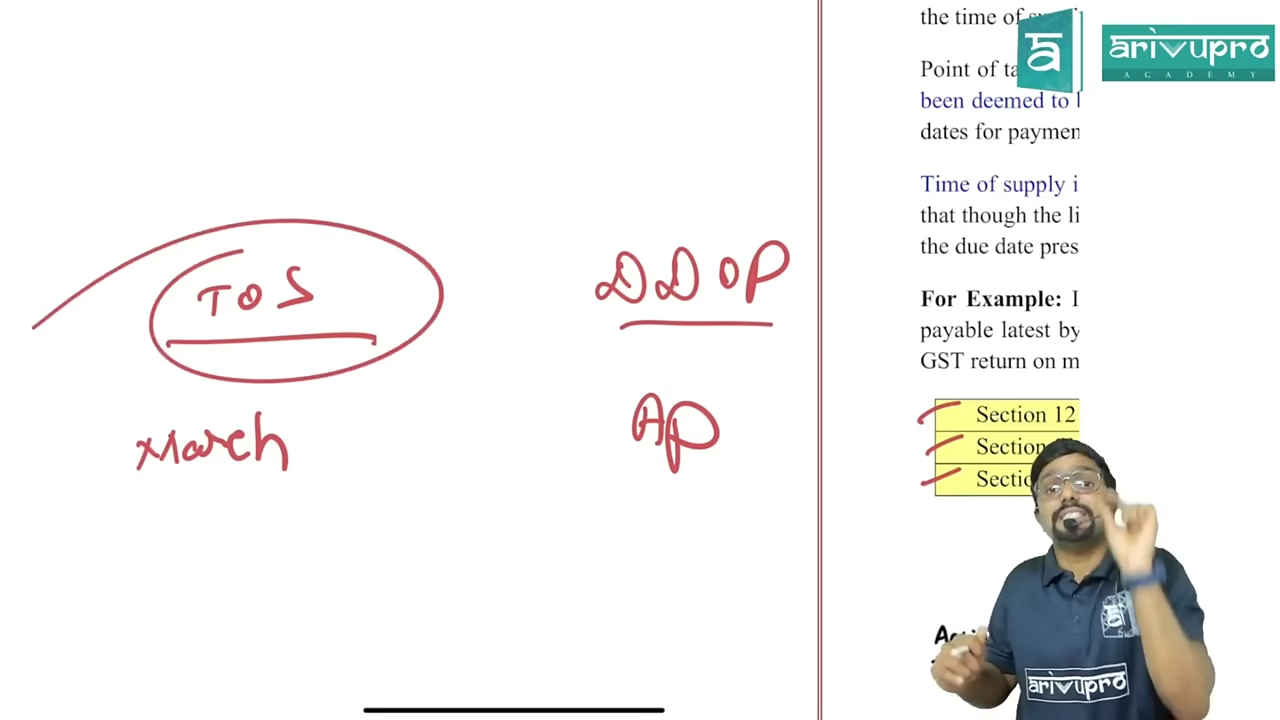 TOS
DDOP
March
AP
the time of
Point of ta
been deemed to b
dates for paymen
Time of supply i
that though the li
the due date pres
For Example: I
payable latest by
GST return on m
Section 12
Section
Sectio
ā
arivupro
ACADEMY
arivupro